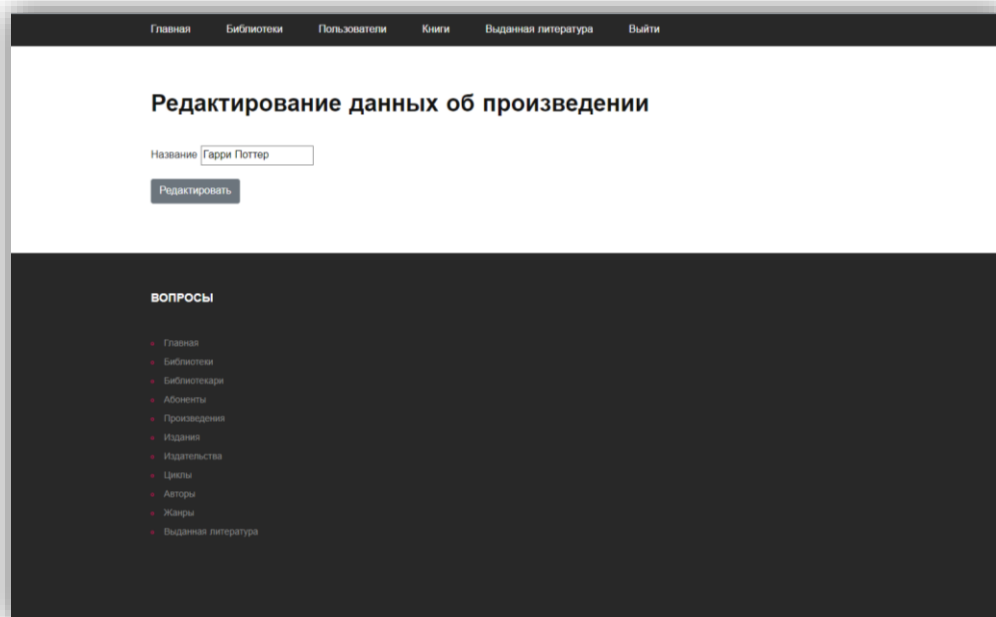 Главная Библиотеки Пользователи Книги Выданная литература Выйти
Редактирование данных об произведении
Название Гарри Поттер
Редактировать
ВОПРОСЫ
Главная
Библиотеки
Библиотекари
Абоненты
Произведения
Издания
Издательства
Циклы
Авторы
Жанры
Выданная литература